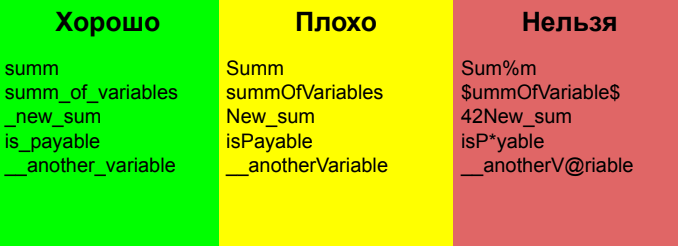 Хорошо
summ
summ_of_variables
_new_sum
is_payable
__another_variable
Плохо
Summ
summOfVariables
New_sum
isPayable
__anotherVariable
Нельзя
Sum%m
$ummOfVariable$
42New_sum
isP*yable
__anotherV@riable